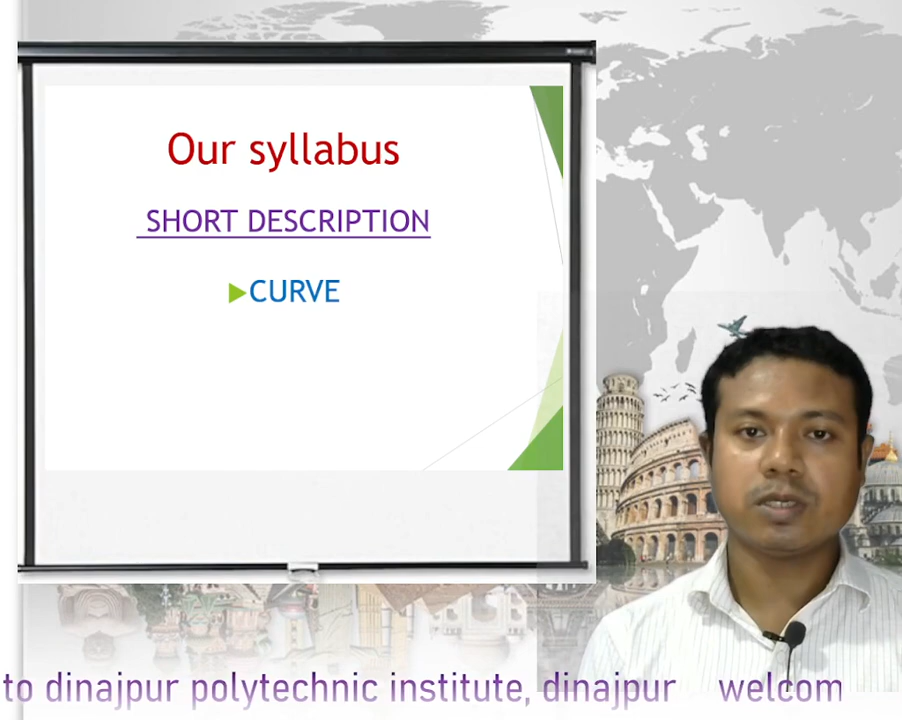 Our syllabus
SHORT DESCRIPTION
CURVE
to dinajpur polytechnic institute, dinajpur welcom